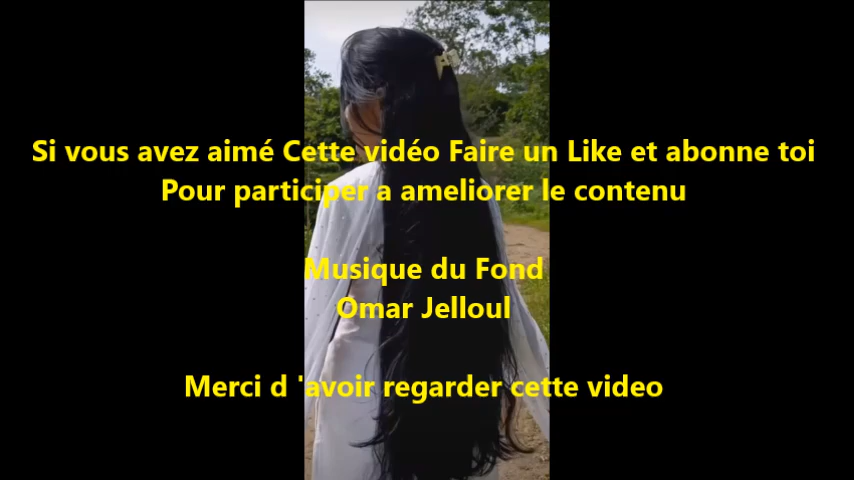 Si vous avez aimé Cette vidéo Faire un Like et abonne toi
Pour participer a ameliorer le contenu
Musique du Fond
Omar Jelloul
Merci d 'avoir regarder cette video